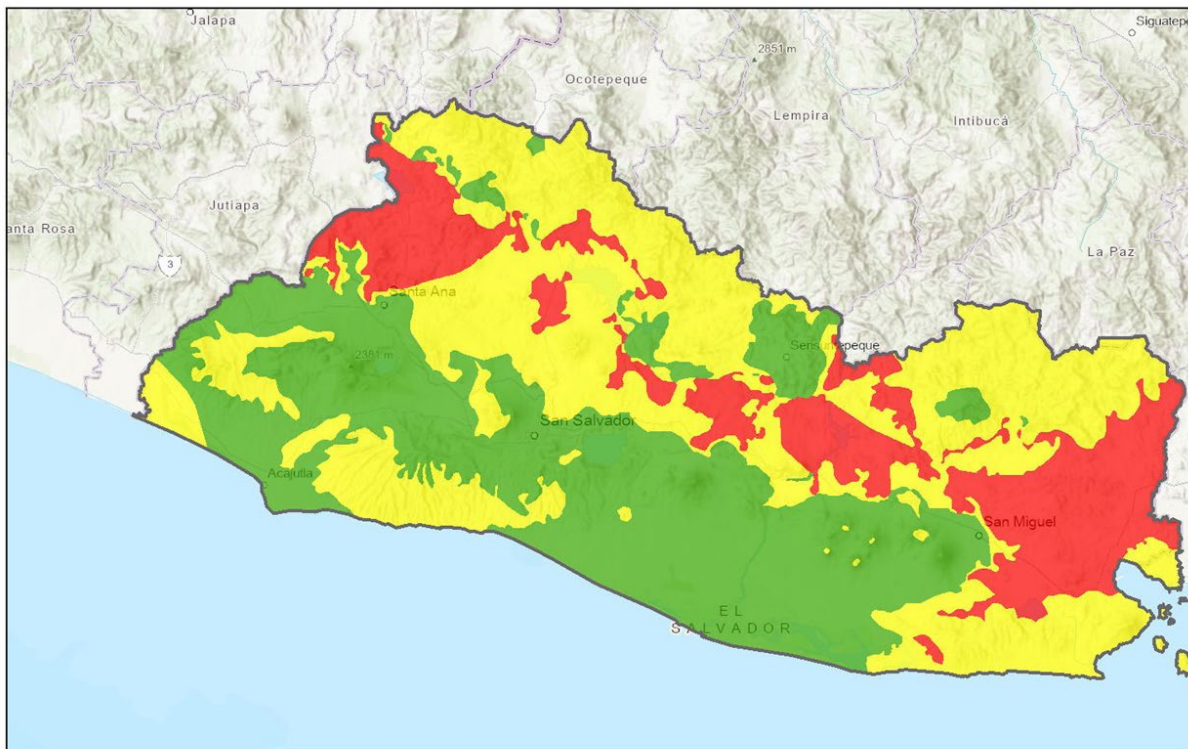 Jalapa
Siguatepe
2851 m
Ocotepeque
Lempira
Intibucá
Jutiapa
anta Rosa
La Paz
3
Santa Ana
2381 m
Sensuntepeque
San Salvador
Acajutla
San Miguel
EL
SALVADOR